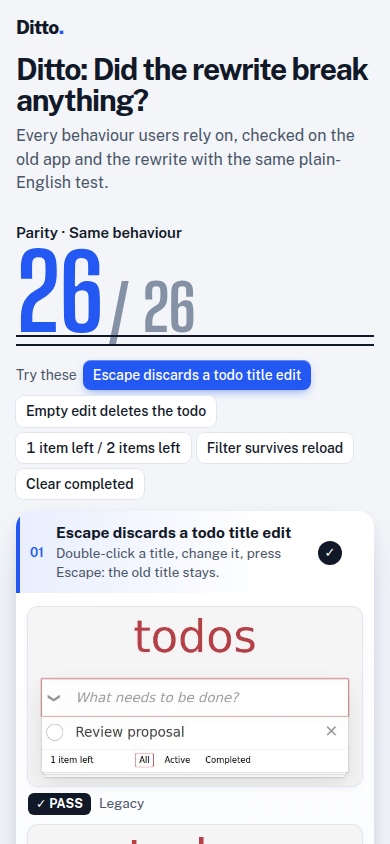 Ditto.
Ditto: Did the rewrite break
anything?
Every behaviour users rely on, checked on the
old app and the rewrite with the same plain-
English test.
Parity · Same behaviour
26 / 26
Try these Escape discards a todo title edit
Empty edit deletes the todo
1 item left / 2 items left Filter survives reload
Clear completed
01 Escape discards a todo title edit ✓
Double-click a title, change it, press
Escape: the old title stays.
todos
What needs to be done?
Review proposal ×
1 item left All Active Completed
✓ PASS Legacy